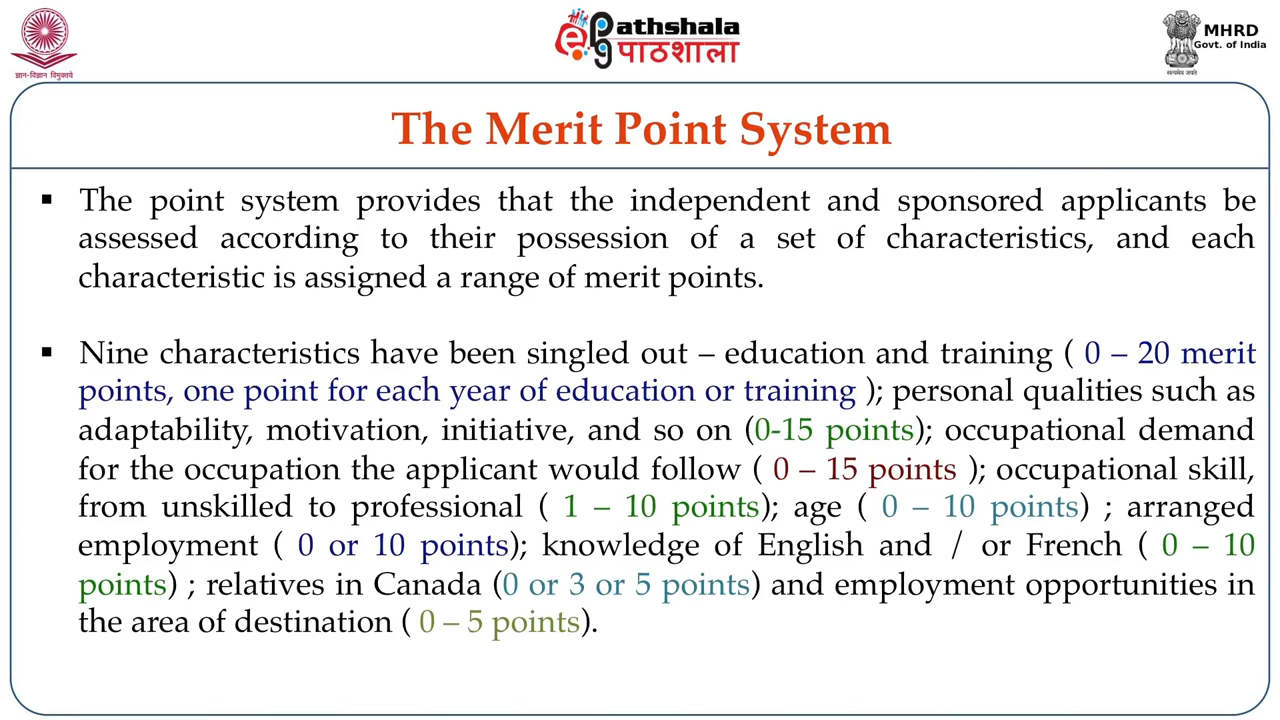 ज्ञान-विज्ञान विमुक्तये
ePG Pathshala
पाठशाला
MHRD
Govt. of India
सत्यमेव जयते
The Merit Point System
▪ The point system provides that the independent and sponsored applicants be
assessed according to their possession of a set of characteristics, and each
characteristic is assigned a range of merit points.
▪ Nine characteristics have been singled out – education and training ( 0 – 20 merit
points, one point for each year of education or training ); personal qualities such as
adaptability, motivation, initiative, and so on (0-15 points); occupational demand
for the occupation the applicant would follow ( 0 – 15 points ); occupational skill,
from unskilled to professional ( 1 – 10 points); age ( 0 – 10 points) ; arranged
employment ( 0 or 10 points); knowledge of English and / or French ( 0 – 10
points) ; relatives in Canada (0 or 3 or 5 points) and employment opportunities in
the area of destination ( 0 – 5 points).